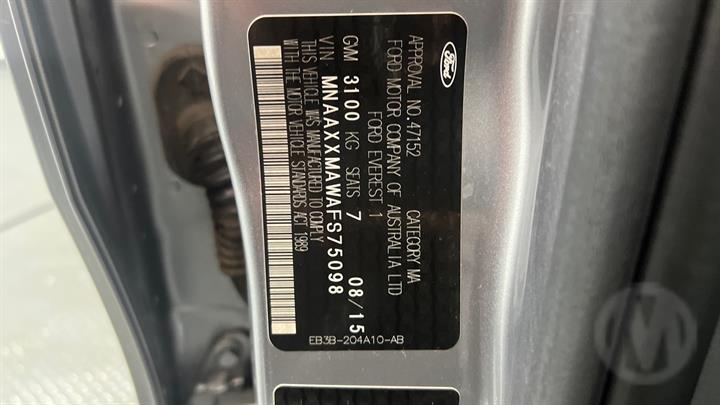 Ford
APPROVAL NO. 47152 CATEGORY MA
FORD MOTOR COMPANY OF AUSTRALIA LTD
FORD EVEREST 1
GVM 3100 KG SEATS 7 08/15
VIN: MNAAXXMAWAFS75098
THIS VEHICLE WAS MANUFACTURED TO COMPLY
WITH THE MOTOR VEHICLE STANDARDS ACT 1989
EB3B-204A10-AB